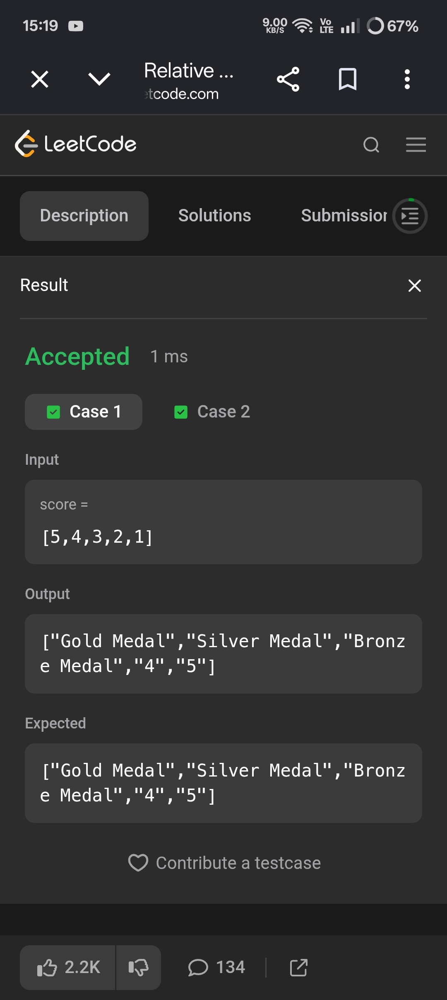 15:19
9.00
KB/S
Vo
LTE
67%
Relative ...
etcode.com
LeetCode
Description
Solutions
Submission
Result
Accepted
1 ms
Case 1
Case 2
Input
score =
[5,4,3,2,1]
Output
["Gold Medal","Silver Medal","Bronz
e Medal","4","5"]
Expected
["Gold Medal","Silver Medal","Bronz
e Medal","4","5"]
Contribute a testcase
2.2K
134